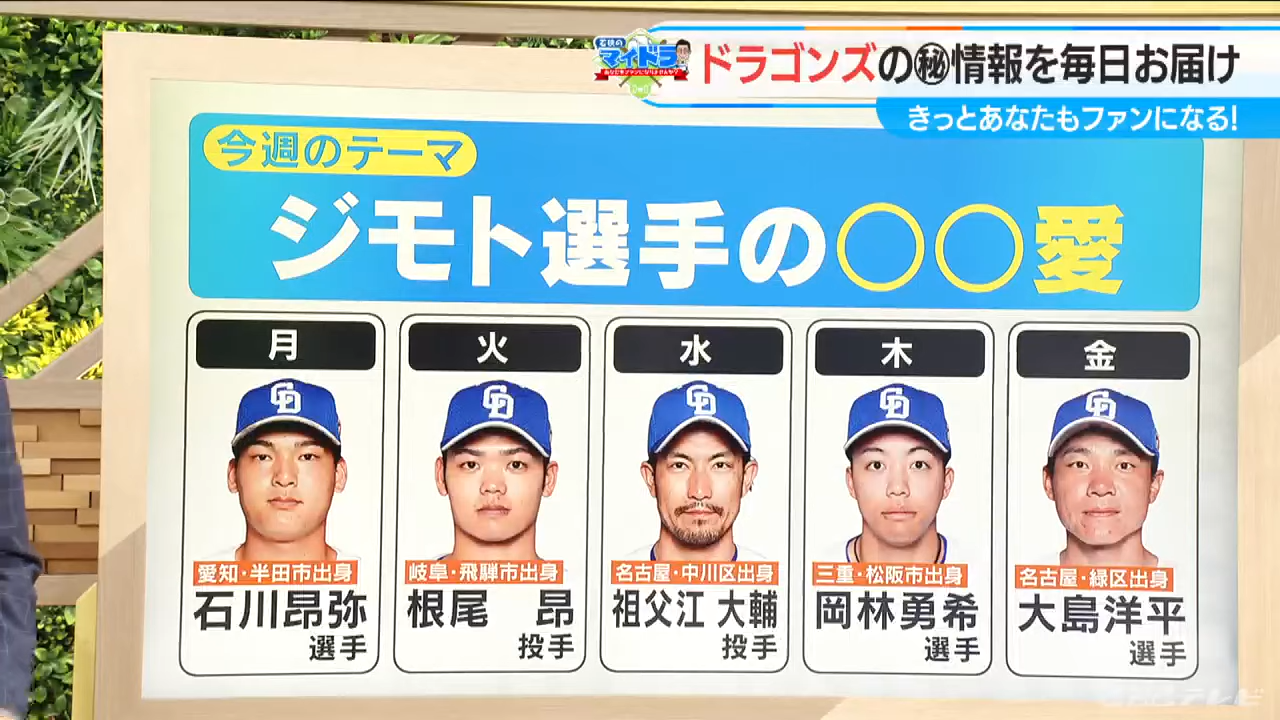 石狩の
マイドラ
ドラゴンズの㊙情報を毎日お届け
きっとあなたもファンになる!
今週のテーマ
ジモト選手の〇〇愛
月
火
水
木
金
CD
CD
CD
CD
CD
愛知・半田市出身
石川昂弥
選手
岐阜・飛騨市出身
根尾 昂
投手
名古屋・中川区出身
祖父江 大輔
投手
三重・松阪市出身
岡林勇希
選手
名古屋・緑区出身
大島洋平
選手